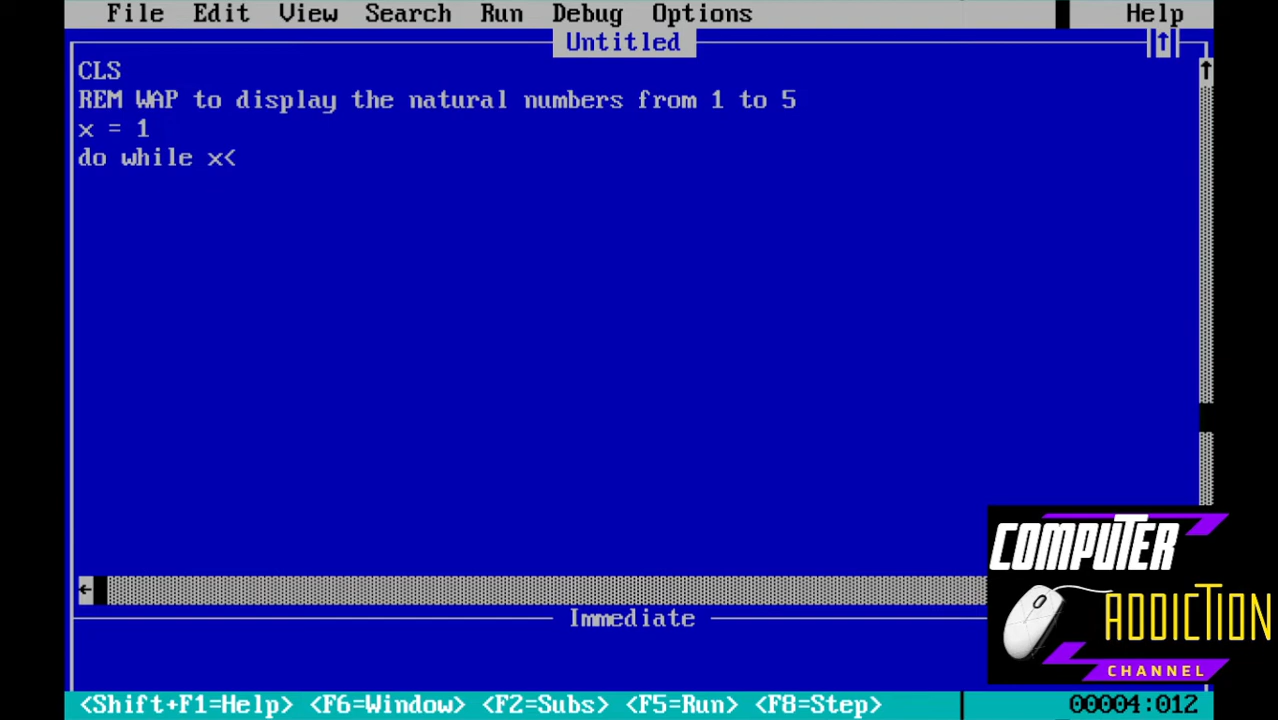 File Edit View Search Run Debug Options Help
Untitled
CLS
REM WAP to display the natural numbers from 1 to 5
x = 1
do while x<
Immediate
<Shift+F1=Help> <F6=Window> <F2=Subs> <F5=Run> <F8=Step> 00004:012
COMPUTER
ADDICTION
CHANNEL